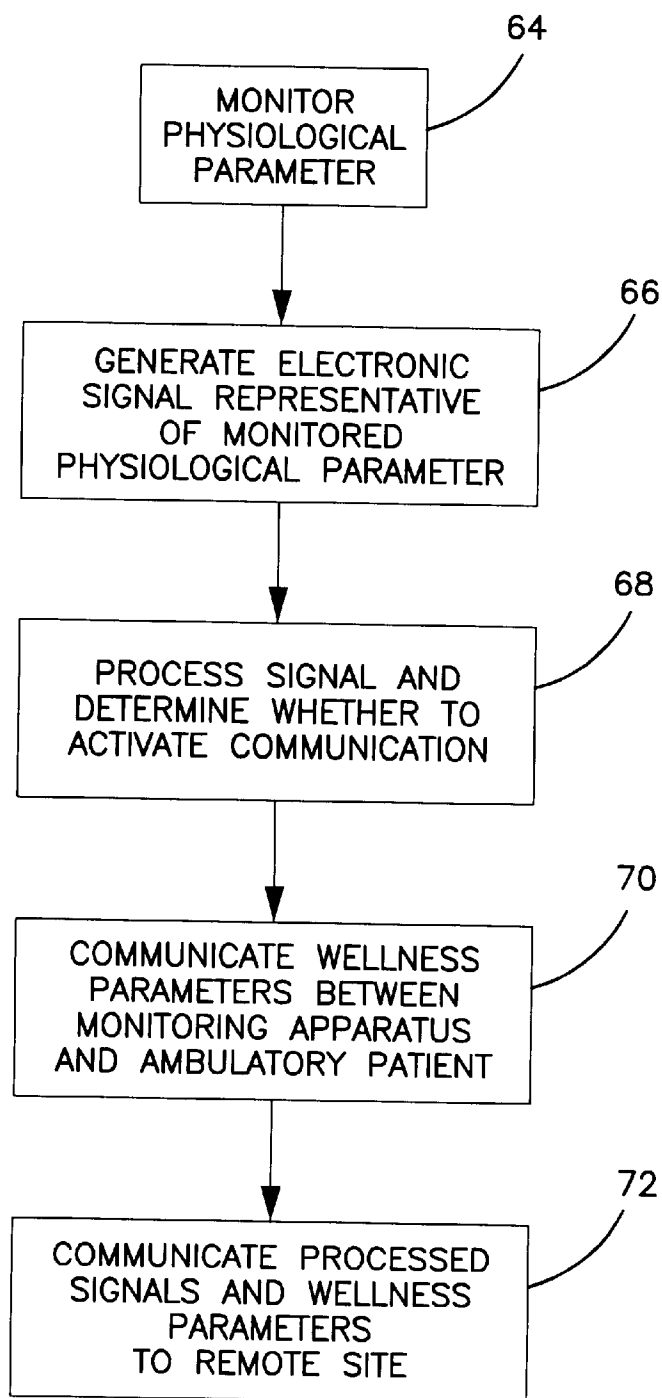 64
MONITOR
PHYSIOLOGICAL
PARAMETER
66
GENERATE ELECTRONIC
SIGNAL REPRESENTATIVE
OF MONITORED
PHYSIOLOGICAL PARAMETER
68
PROCESS SIGNAL AND
DETERMINE WHETHER TO
ACTIVATE COMMUNICATION
70
COMMUNICATE WELLNESS
PARAMETERS BETWEEN
MONITORING APPARATUS
AND AMBULATORY PATIENT
72
COMMUNICATE PROCESSED
SIGNALS AND WELLNESS
PARAMETERS
TO REMOTE SITE